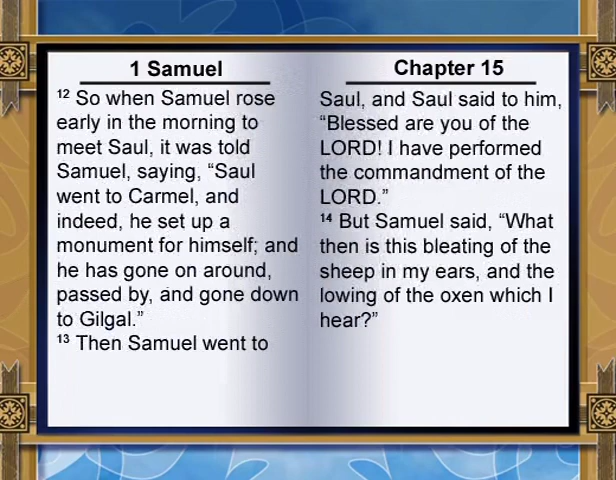 1 Samuel
¹² So when Samuel rose
early in the morning to
meet Saul, it was told
Samuel, saying, “Saul
went to Carmel, and
indeed, he set up a
monument for himself; and
he has gone on around,
passed by, and gone down
to Gilgal.”
¹³ Then Samuel went to
Chapter 15
Saul, and Saul said to him,
“Blessed are you of the
LORD! I have performed
the commandment of the
LORD.”
¹⁴ But Samuel said, “What
then is this bleating of the
sheep in my ears, and the
lowing of the oxen which I
hear?”